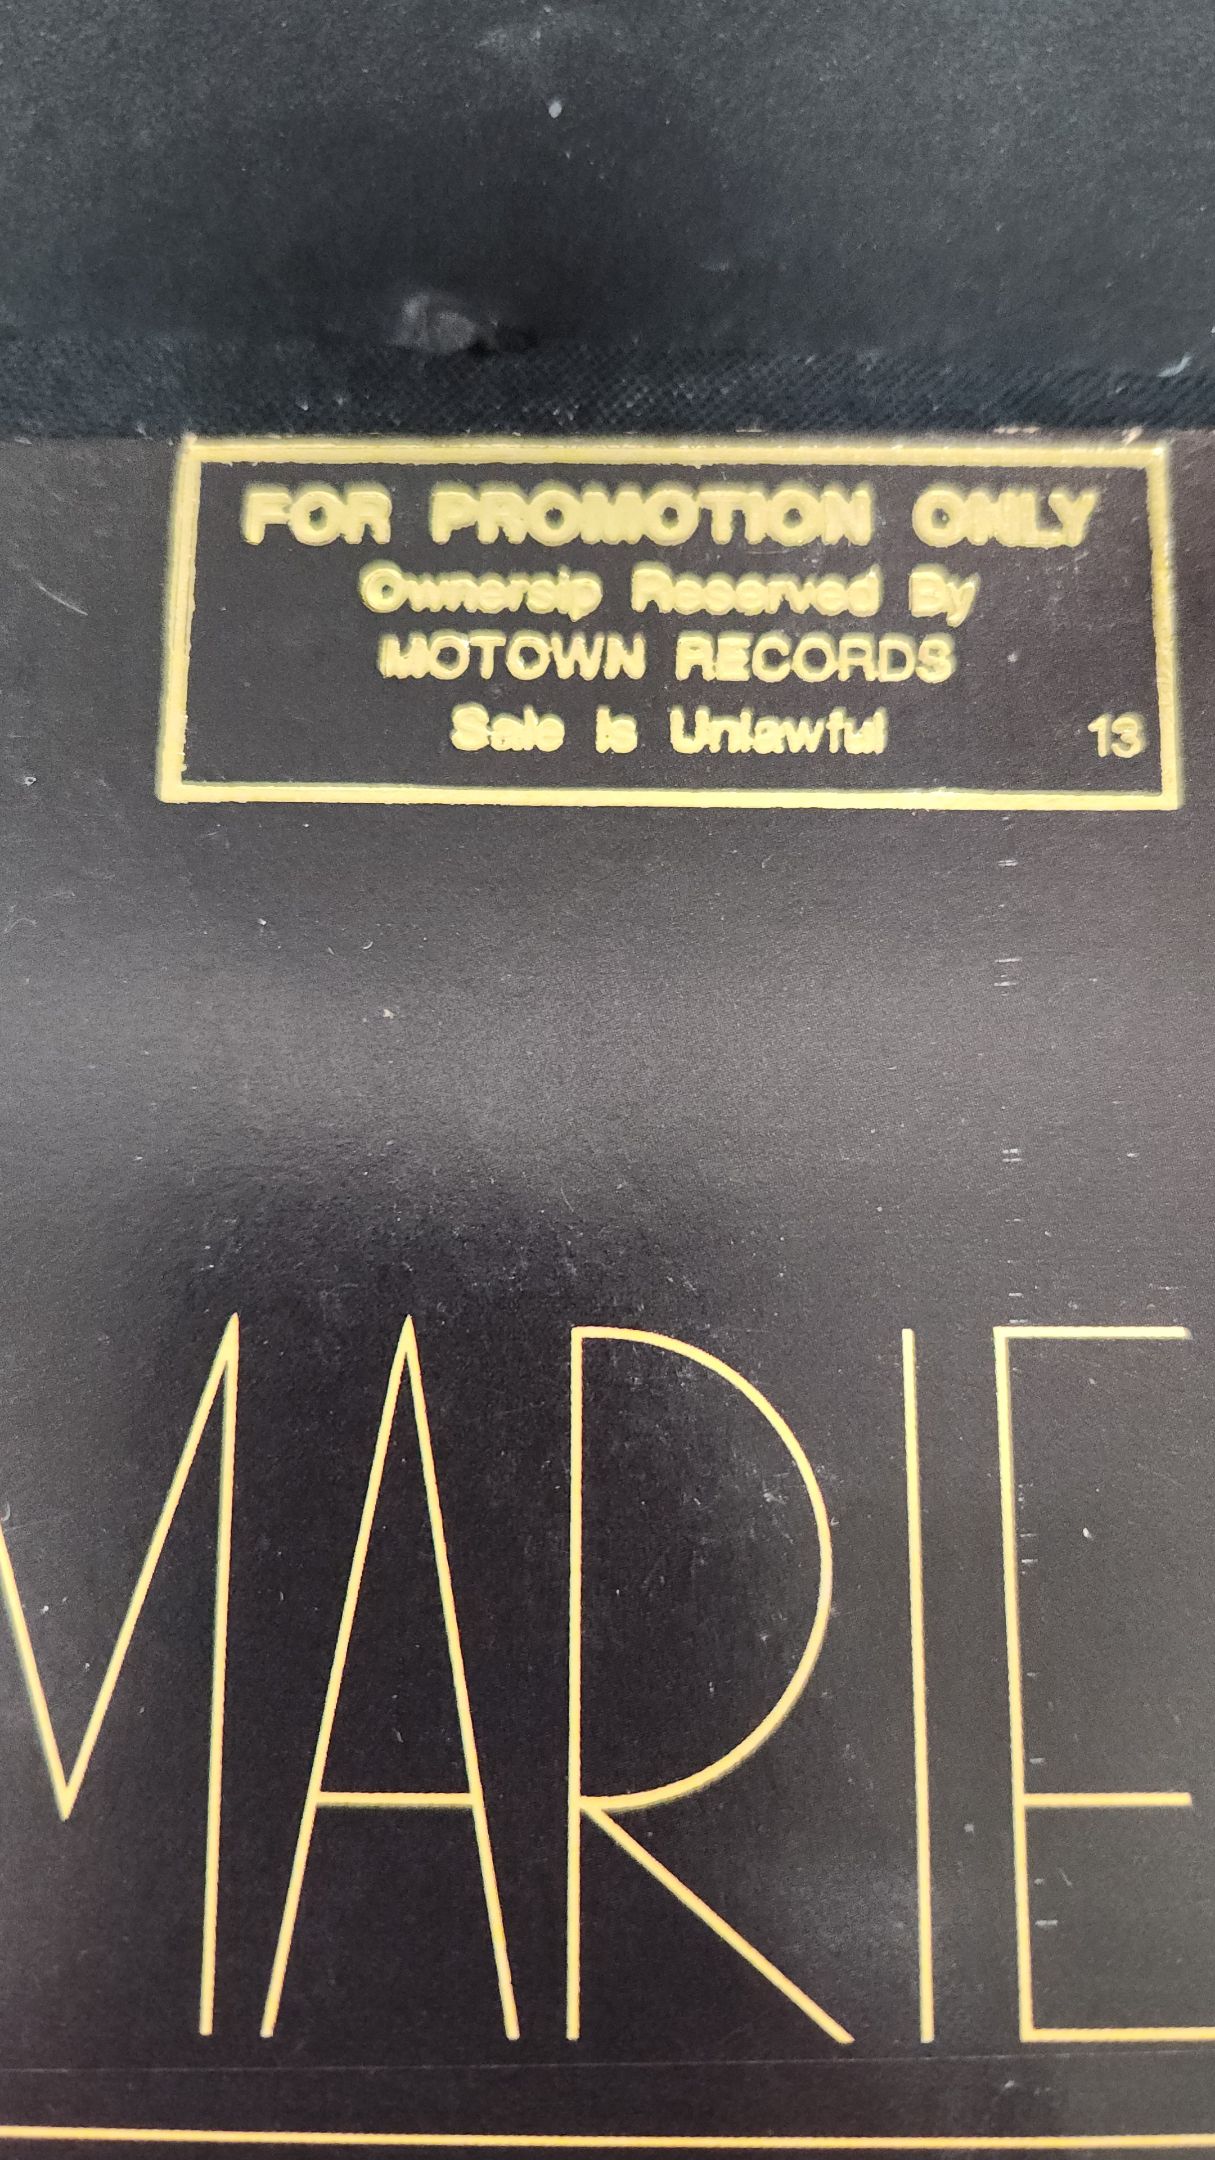 FOR PROMOTION ONLY
Ownersip Reserved By
MOTOWN RECORDS
Sale is Unlawful 13
MARIE